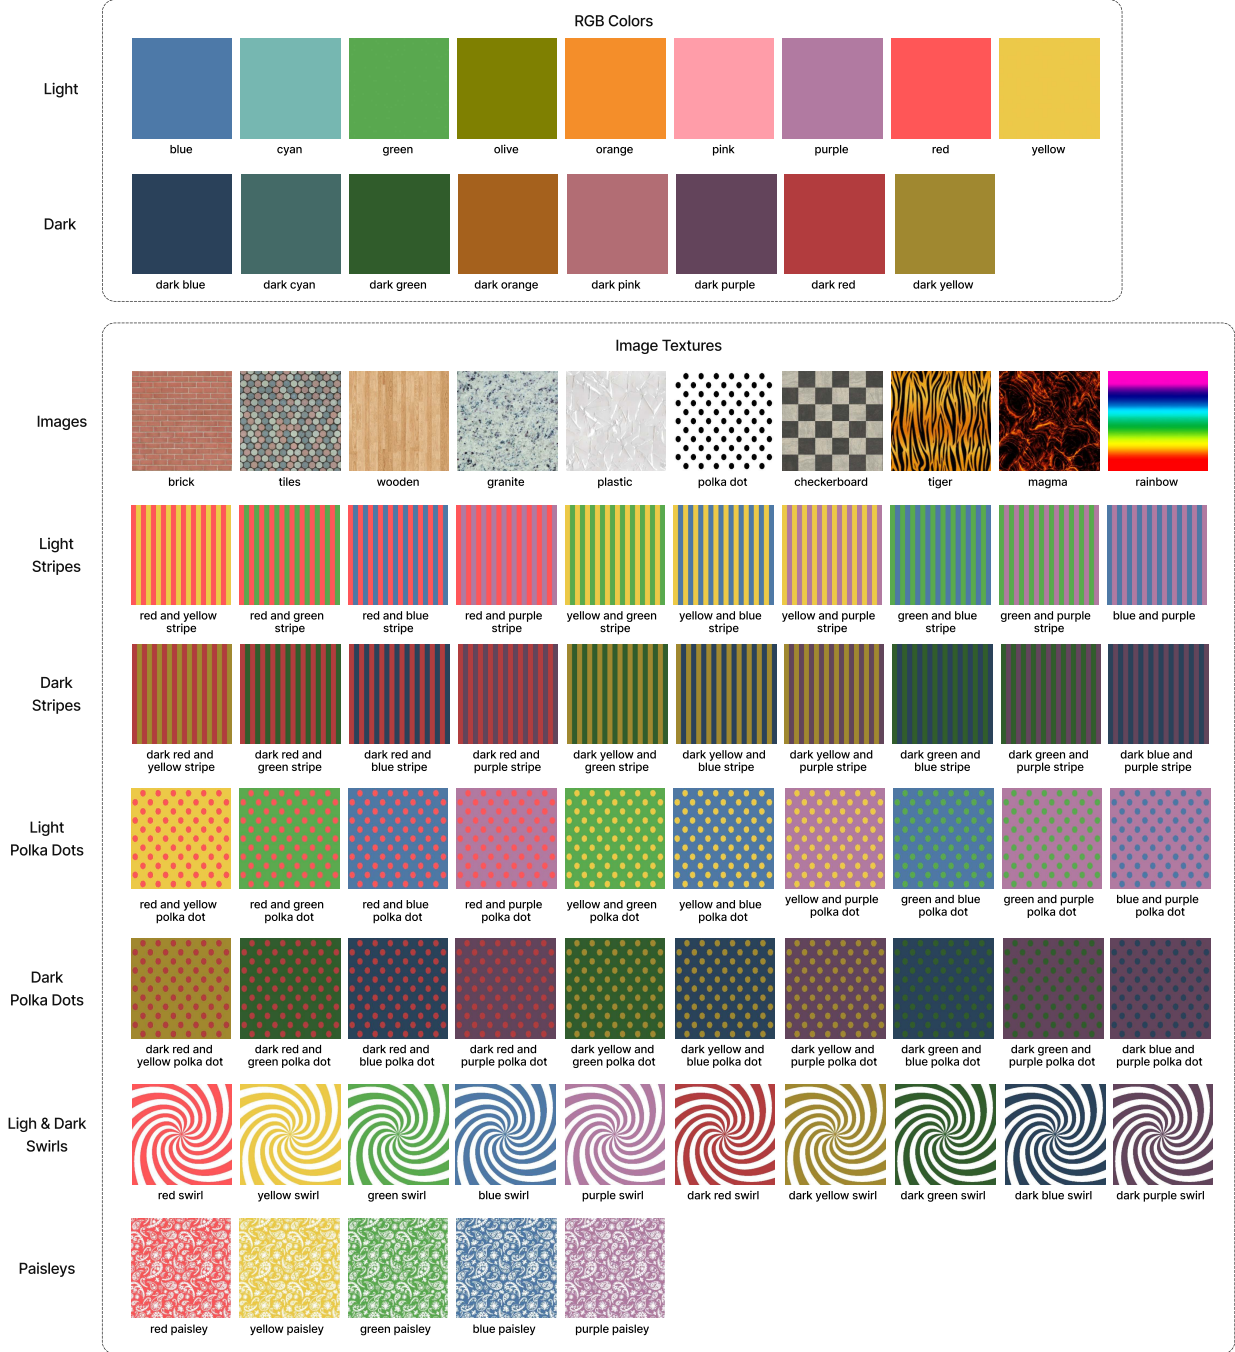 RGB Colors
Light
blue
cyan
green
olive
orange
pink
purple
red
yellow
Dark
dark blue
dark cyan
dark green
dark orange
dark pink
dark purple
dark red
dark yellow
Image Textures
Images
brick
tiles
wooden
granite
plastic
polka dot
checkerboard
tiger
magma
rainbow
Light
Stripes
red and yellow
stripe
red and green
stripe
red and blue
stripe
red and purple
stripe
yellow and green
stripe
yellow and blue
stripe
yellow and purple
stripe
green and blue
stripe
green and purple
stripe
blue and purple
Dark
Stripes
dark red and
yellow stripe
dark red and
green stripe
dark red and
blue stripe
dark red and
purple stripe
dark yellow and
green stripe
dark yellow and
blue stripe
dark yellow and
purple stripe
dark green and
blue stripe
dark green and
purple stripe
dark blue and
purple stripe
Light
Polka Dots
red and yellow
polka dot
red and green
polka dot
red and blue
polka dot
red and purple
polka dot
yellow and green
polka dot
yellow and blue
polka dot
yellow and purple
polka dot
green and blue
polka dot
green and purple
polka dot
blue and purple
polka dot
Dark
Polka Dots
dark red and
yellow polka dot
dark red and
green polka dot
dark red and
blue polka dot
dark red and
purple polka dot
dark yellow and
green polka dot
dark yellow and
blue polka dot
dark yellow and
purple polka dot
dark green and
blue polka dot
dark green and
purple polka dot
dark blue and
purple polka dot
Ligh & Dark
Swirls
red swirl
yellow swirl
green swirl
blue swirl
purple swirl
dark red swirl
dark yellow swirl
dark green swirl
dark blue swirl
dark purple swirl
Paisleys
red paisley
yellow paisley
green paisley
blue paisley
purple paisley